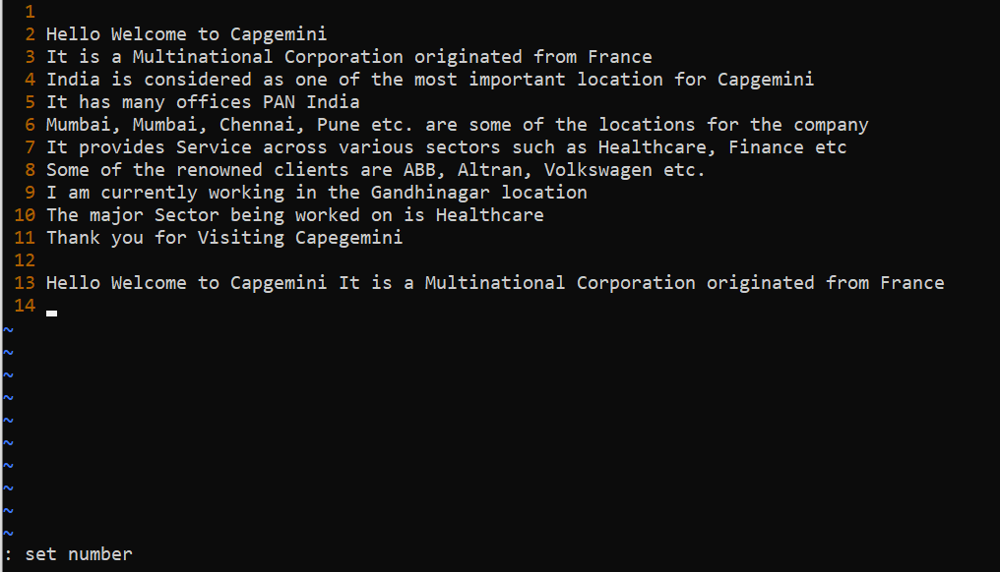 1
2 Hello Welcome to Capgemini
3 It is a Multinational Corporation originated from France
4 India is considered as one of the most important location for Capgemini
5 It has many offices PAN India
6 Mumbai, Mumbai, Chennai, Pune etc. are some of the locations for the company
7 It provides Service across various sectors such as Healthcare, Finance etc
8 Some of the renowned clients are ABB, Altran, Volkswagen etc.
9 I am currently working in the Gandhinagar location
10 The major Sector being worked on is Healthcare
11 Thank you for Visiting Capegemini
12
13 Hello Welcome to Capgemini It is a Multinational Corporation originated from France
14
~
~
~
~
~
~
~
~
~
~
: set number